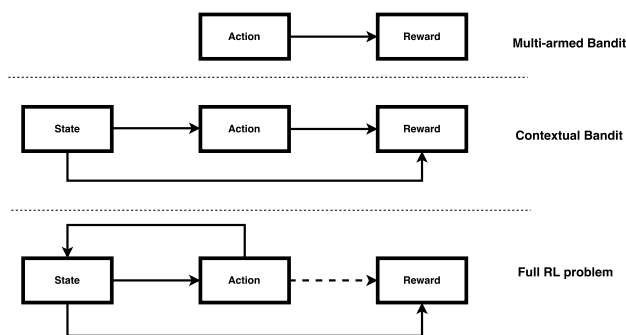 Action
Reward
Multi-armed Bandit
State
Action
Reward
Contextual Bandit
State
Action
Reward
Full RL problem